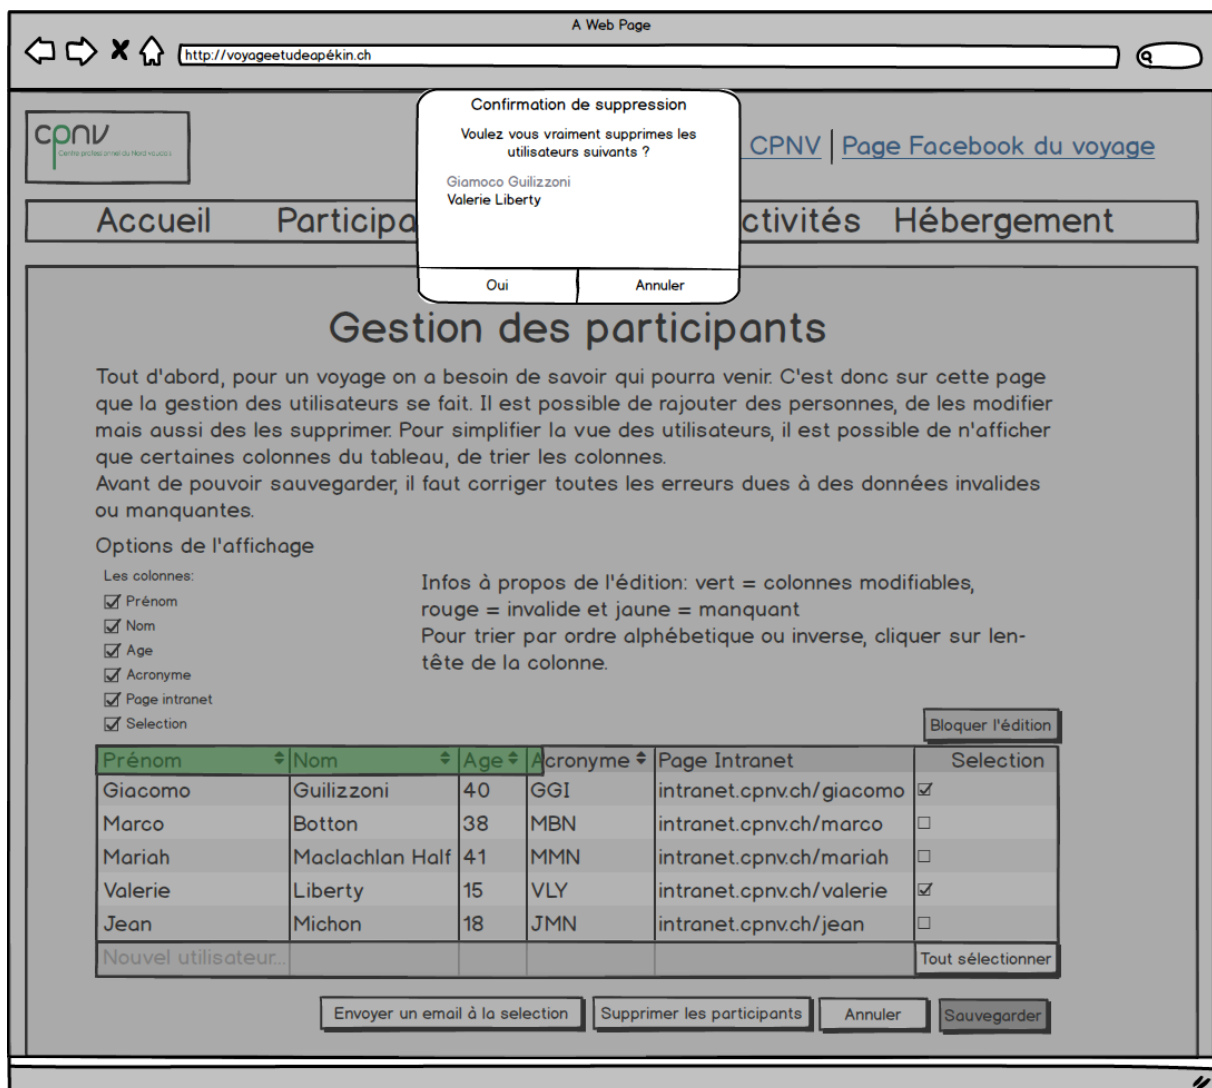 A Web Page
http://voyageetudeapékin.ch
cpnv
Centre professionnel du Nord vaudois
CPNV
Page Facebook du voyage
Confirmation de suppression
Voulez vous vraiment supprimes les
utilisateurs suivants ?
Giamoco Guilizzoni
Valerie Liberty
Oui
Annuler
Accueil Participa ctivités Hébergement
Gestion des participants
Tout d'abord, pour un voyage on a besoin de savoir qui pourra venir. C'est donc sur cette page
que la gestion des utilisateurs se fait. Il est possible de rajouter des personnes, de les modifier
mais aussi des les supprimer. Pour simplifier la vue des utilisateurs, il est possible de n'afficher
que certaines colonnes du tableau, de trier les colonnes.
Avant de pouvoir sauvegarder, il faut corriger toutes les erreurs dues à des données invalides
ou manquantes.
Options de l'affichage
Les colonnes:
Prénom
Nom
Age
Acronyme
Page intranet
Selection
Infos à propos de l'édition: vert = colonnes modifiables,
rouge = invalide et jaune = manquant
Pour trier par ordre alphébetique ou inverse, cliquer sur len-
tête de la colonne.
Bloquer l'édition
Prénom Nom Age Acronyme Page Intranet Selection
Giacomo Guilizzoni 40 GGI intranet.cpnv.ch/giacomo
Marco Botton 38 MBN intranet.cpnv.ch/marco
Mariah Maclachlan Half 41 MMN intranet.cpnv.ch/mariah
Valerie Liberty 15 VLY intranet.cpnv.ch/valerie
Jean Michon 18 JMN intranet.cpnv.ch/jean
Nouvel utilisateur... Tout sélectionner
Envoyer un email à la selection Supprimer les participants Annuler Sauvegarder